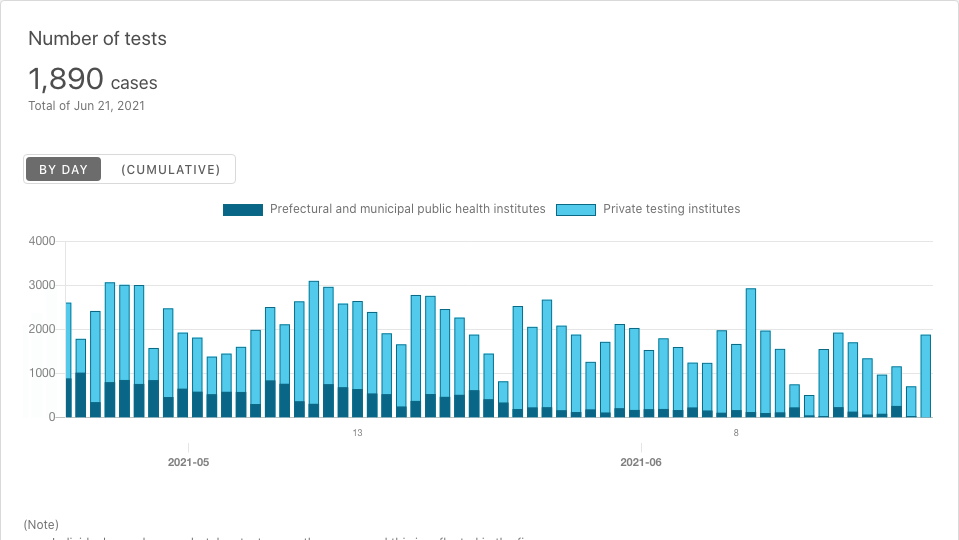 Number of tests
1,890 cases
Total of Jun 21, 2021
BY DAY (CUMULATIVE)
Prefectural and municipal public health institutes Private testing institutes
4000
3000
2000
1000
0
13 8
2021-05 2021-06
(Note)